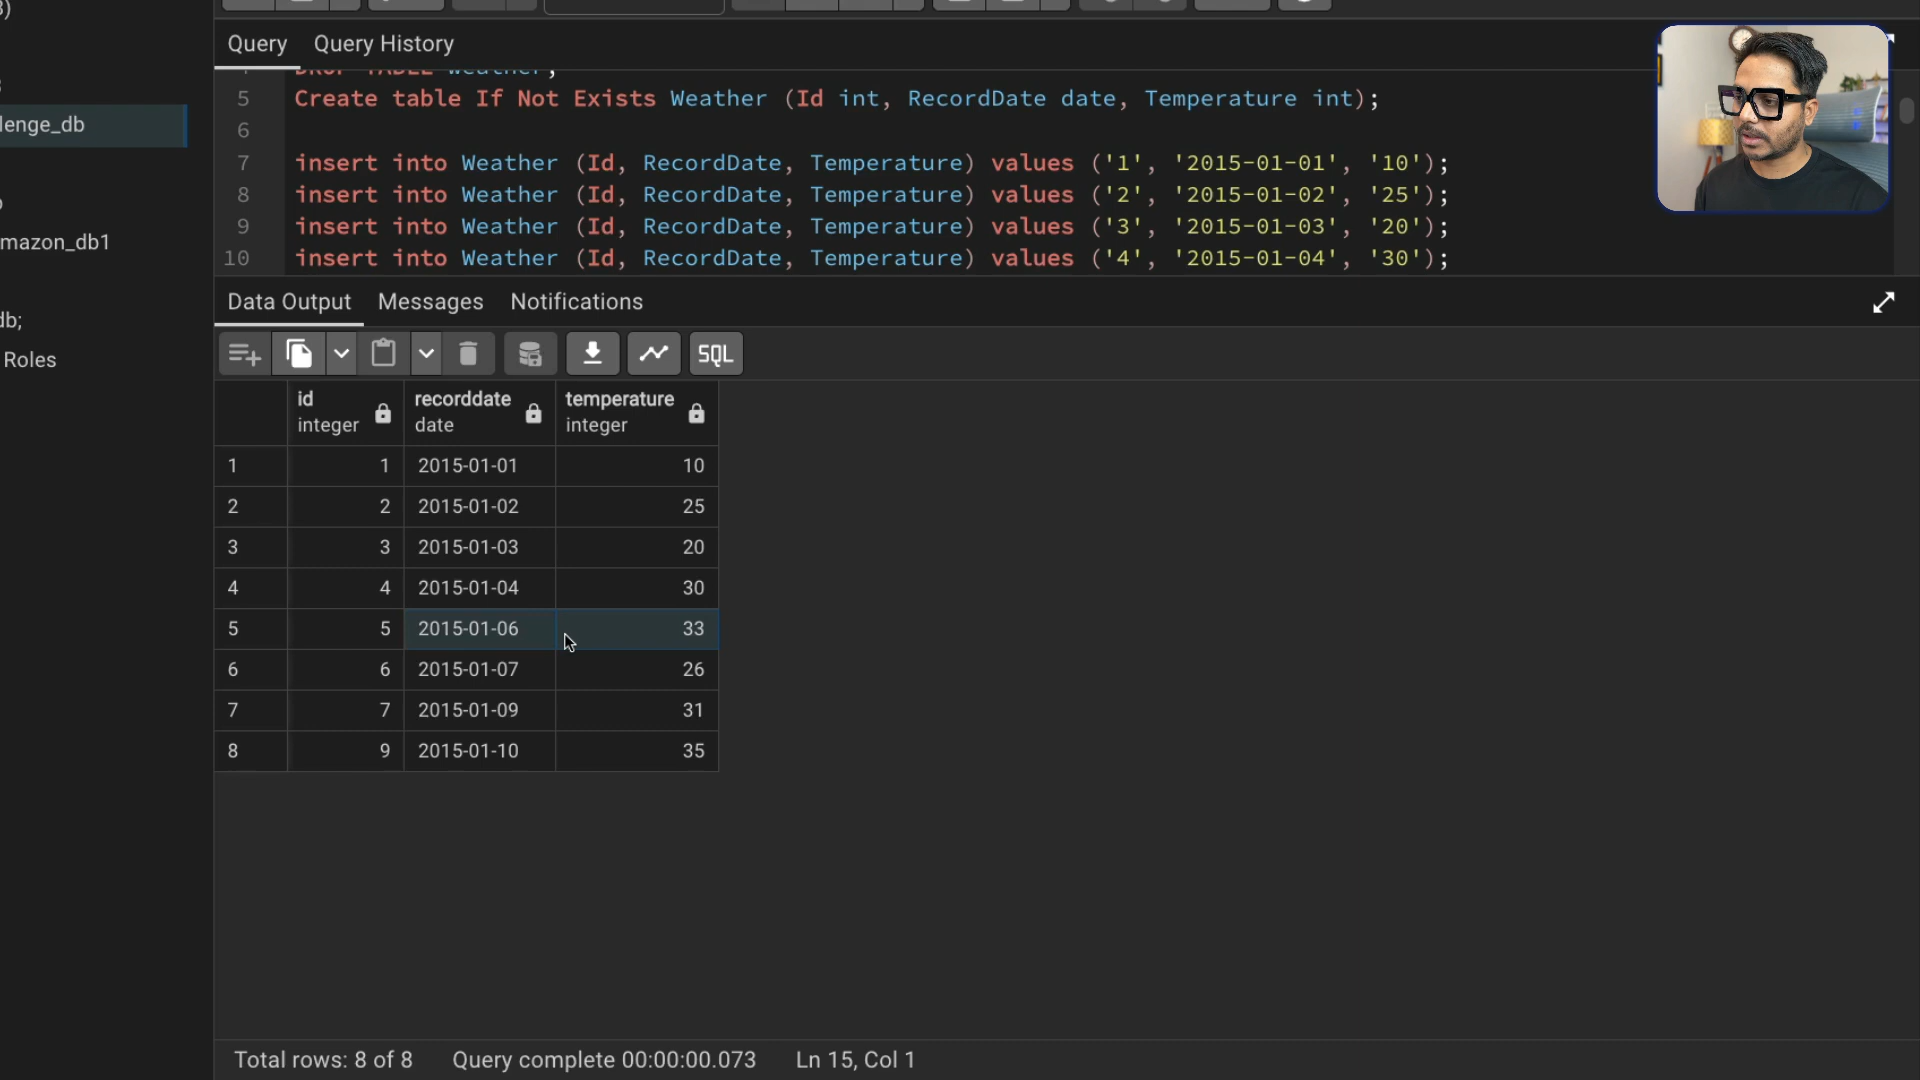 3)
Query Query History
DROP TABLE Weather;
5 Create table If Not Exists Weather (Id int, RecordDate date, Temperature int);
lenge_db
6
7 insert into Weather (Id, RecordDate, Temperature) values ('1', '2015-01-01', '10');
8 insert into Weather (Id, RecordDate, Temperature) values ('2', '2015-01-02', '25');
9 insert into Weather (Id, RecordDate, Temperature) values ('3', '2015-01-03', '20');
mazon_db1
10 insert into Weather (Id, RecordDate, Temperature) values ('4', '2015-01-04', '30');
Data Output Messages Notifications
db;
SQL
Roles
id recorddate temperature
integer date integer
1 1 2015-01-01 10
2 2 2015-01-02 25
3 3 2015-01-03 20
4 4 2015-01-04 30
5 5 2015-01-06 33
6 6 2015-01-07 26
7 7 2015-01-09 31
8 9 2015-01-10 35
Total rows: 8 of 8 Query complete 00:00:00.073 Ln 15, Col 1